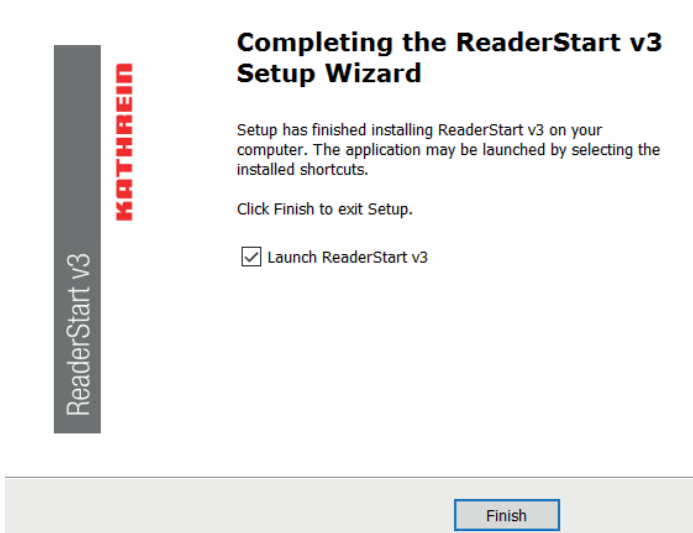 Completing the ReaderStart v3
Setup Wizard
Setup has finished installing ReaderStart v3 on your
computer. The application may be launched by selecting the
installed shortcuts.
Click Finish to exit Setup.
Launch ReaderStart v3
KATHREIN
ReaderStart v3
Finish